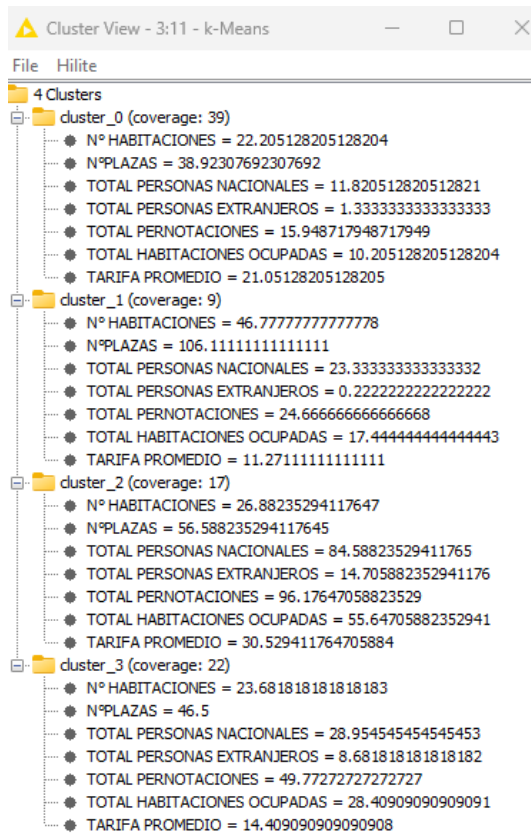 Cluster View - 3:11 - k-Means
File Hilite
4 Clusters
cluster_0 (coverage: 39)
Nº HABITACIONES = 22.205128205128204
NºPLAZAS = 38.92307692307692
TOTAL PERSONAS NACIONALES = 11.820512820512821
TOTAL PERSONAS EXTRANJEROS = 1.3333333333333333
TOTAL PERNOTACIONES = 15.948717948717949
TOTAL HABITACIONES OCUPADAS = 10.205128205128204
TARIFA PROMEDIO = 21.05128205128205
cluster_1 (coverage: 9)
Nº HABITACIONES = 46.77777777777778
NºPLAZAS = 106.11111111111111
TOTAL PERSONAS NACIONALES = 23.333333333333332
TOTAL PERSONAS EXTRANJEROS = 0.2222222222222222
TOTAL PERNOTACIONES = 24.666666666666668
TOTAL HABITACIONES OCUPADAS = 17.444444444444443
TARIFA PROMEDIO = 11.27111111111111
cluster_2 (coverage: 17)
Nº HABITACIONES = 26.88235294117647
NºPLAZAS = 56.588235294117645
TOTAL PERSONAS NACIONALES = 84.58823529411765
TOTAL PERSONAS EXTRANJEROS = 14.705882352941176
TOTAL PERNOTACIONES = 96.17647058823529
TOTAL HABITACIONES OCUPADAS = 55.64705882352941
TARIFA PROMEDIO = 30.529411764705884
cluster_3 (coverage: 22)
Nº HABITACIONES = 23.681818181818183
NºPLAZAS = 46.5
TOTAL PERSONAS NACIONALES = 28.954545454545453
TOTAL PERSONAS EXTRANJEROS = 8.681818181818182
TOTAL PERNOTACIONES = 49.77272727272727
TOTAL HABITACIONES OCUPADAS = 28.40909090909091
TARIFA PROMEDIO = 14.409090909090908